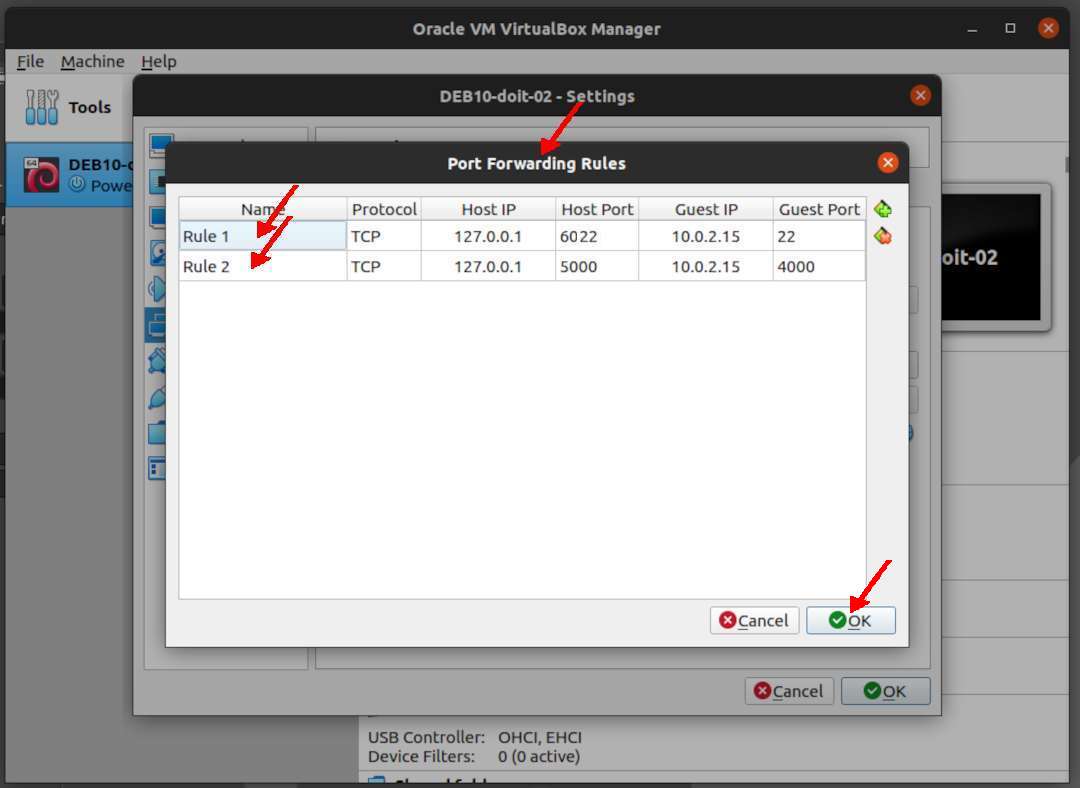 Oracle VM VirtualBox Manager
File Machine Help
Tools
DEB10-doit-02 - Settings
64
DEB10-d
Powe
Port Forwarding Rules
Name Protocol Host IP Host Port Guest IP Guest Port
Rule 1 TCP 127.0.0.1 6022 10.0.2.15 22
Rule 2 TCP 127.0.0.1 5000 10.0.2.15 4000
oit-02
Cancel OK
Cancel OK
USB Controller: OHCI, EHCI
Device Filters: 0 (0 active)